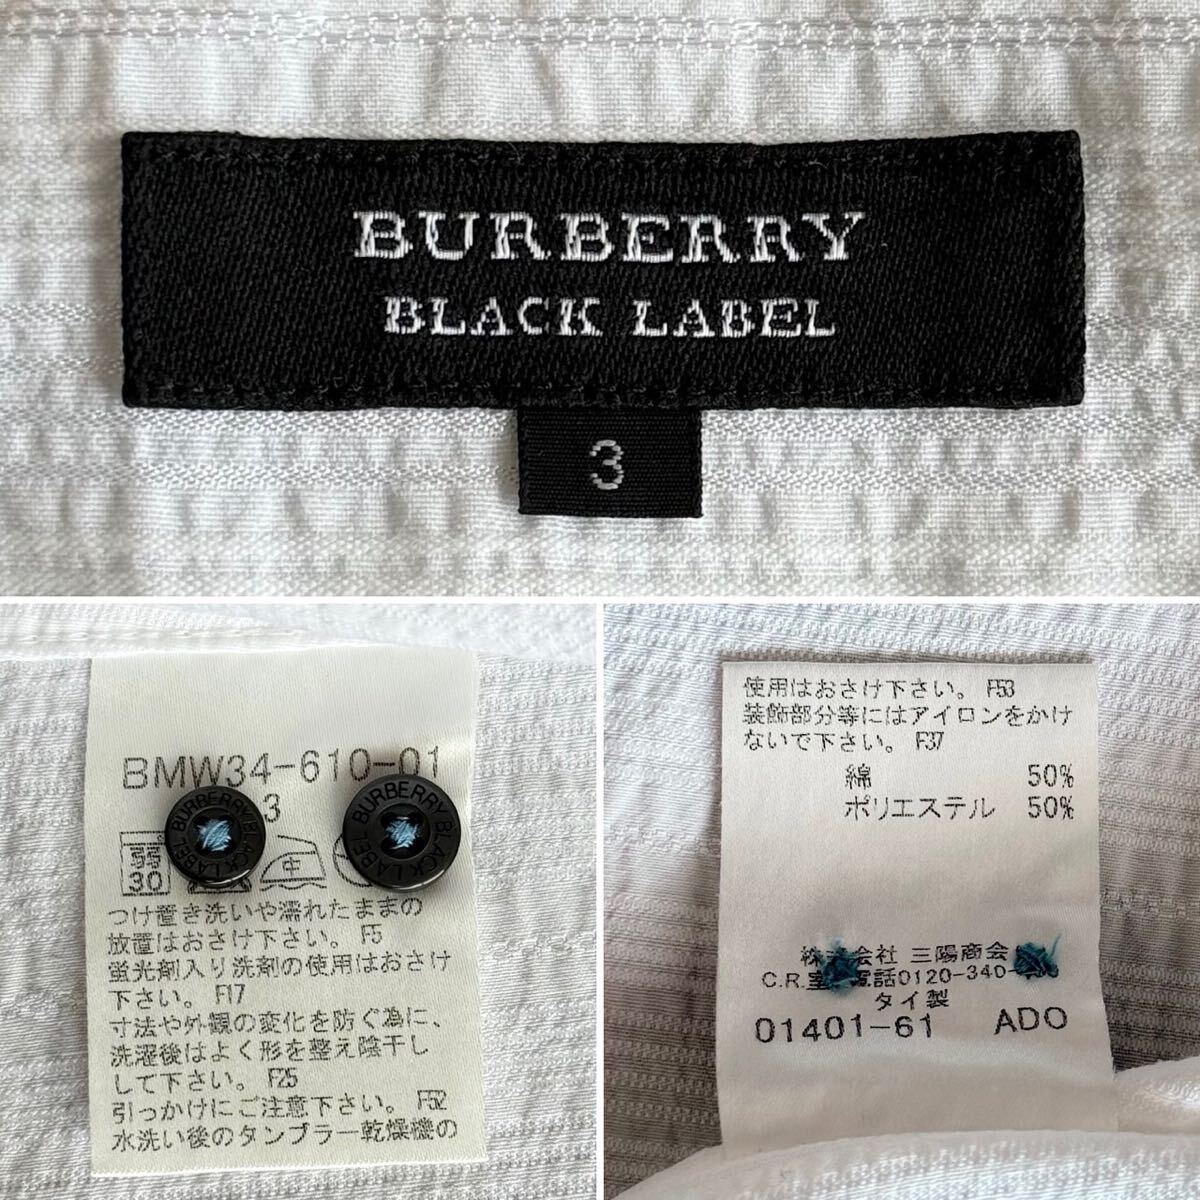 BURBERRY
BLACK LABEL
3
BMW34-610-01
3
BURBERRY BLACK LABEL
BURBERRY BLACK LABEL
弱
30
中
つけ置き洗いや濡れたままの
放置はおさけ下さい。 F5
蛍光剤入り洗剤の使用はおさけ
下さい。 F17
寸法や外観の変化を防ぐ為に、
洗濯後はよく形を整え陰干し
して下さい。 F25
引っかけにご注意下さい。 F52
水洗い後のタンブラー乾燥機の
使用はおさけ下さい。 F53
装飾部分等にはアイロンをかけ
ないで下さい。 F37
綿 50%
ポリエステル 50%
株式会社 三陽商会
C.R.室 電話0120-340-
タイ製
01401-61 ADO